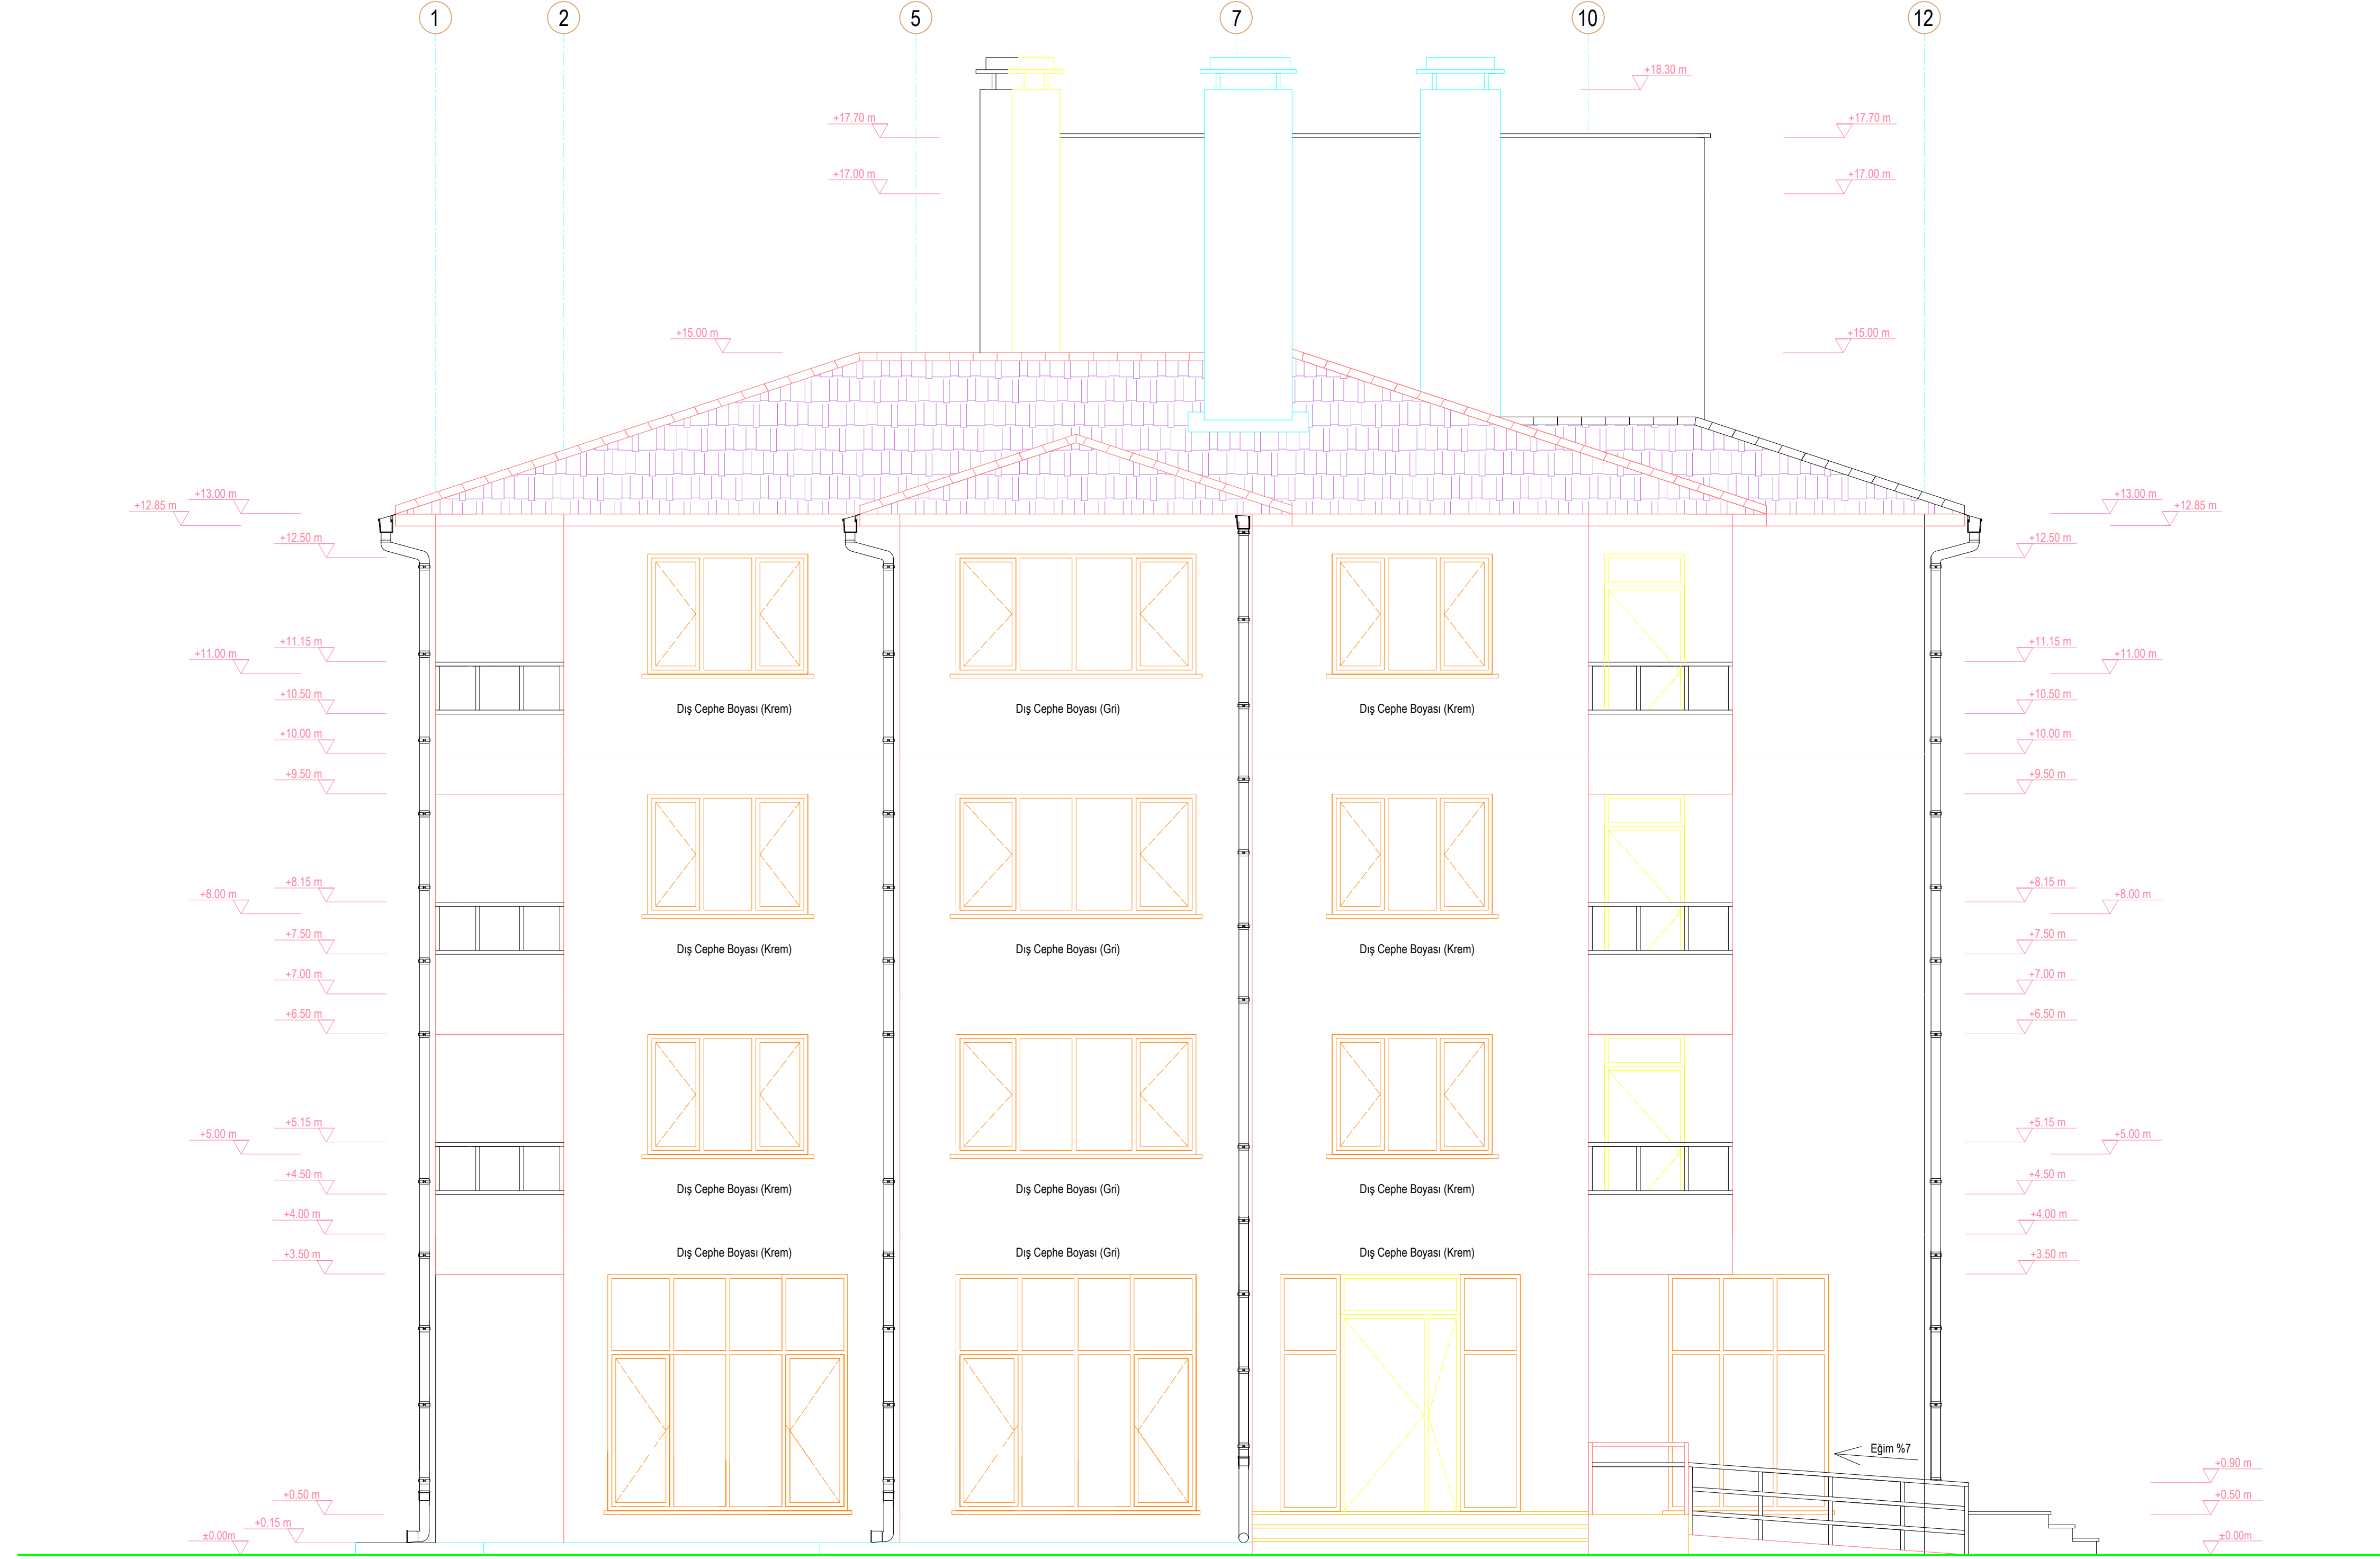 1 2 5 7 10 12
+18.30 m
+17.70 m +17.70 m
+17.00 m +17.00 m
+15.00 m +15.00 m
+13.00 m +13.00 m
+12.85 m +12.85 m
+12.50 m +12.50 m
+11.15 m +11.15 m
+11.00 m +11.00 m
+10.50 m +10.50 m
Dış Cephe Boyası (Krem) Dış Cephe Boyası (Gri) Dış Cephe Boyası (Krem)
+10.00 m +10.00 m
+9.50 m +9.50 m
+8.15 m +8.15 m
+8.00 m +8.00 m
+7.50 m +7.50 m
Dış Cephe Boyası (Krem) Dış Cephe Boyası (Gri) Dış Cephe Boyası (Krem)
+7.00 m +7.00 m
+6.50 m +6.50 m
+5.15 m +5.15 m
+5.00 m +5.00 m
+4.50 m +4.50 m
Dış Cephe Boyası (Krem) Dış Cephe Boyası (Gri) Dış Cephe Boyası (Krem)
+4.00 m +4.00 m
+3.50 m +3.50 m
Dış Cephe Boyası (Krem) Dış Cephe Boyası (Gri) Dış Cephe Boyası (Krem)
Eğim %7
+0.90 m
+0.50 m +0.50 m
+0.15 m
±0.00m ±0.00m